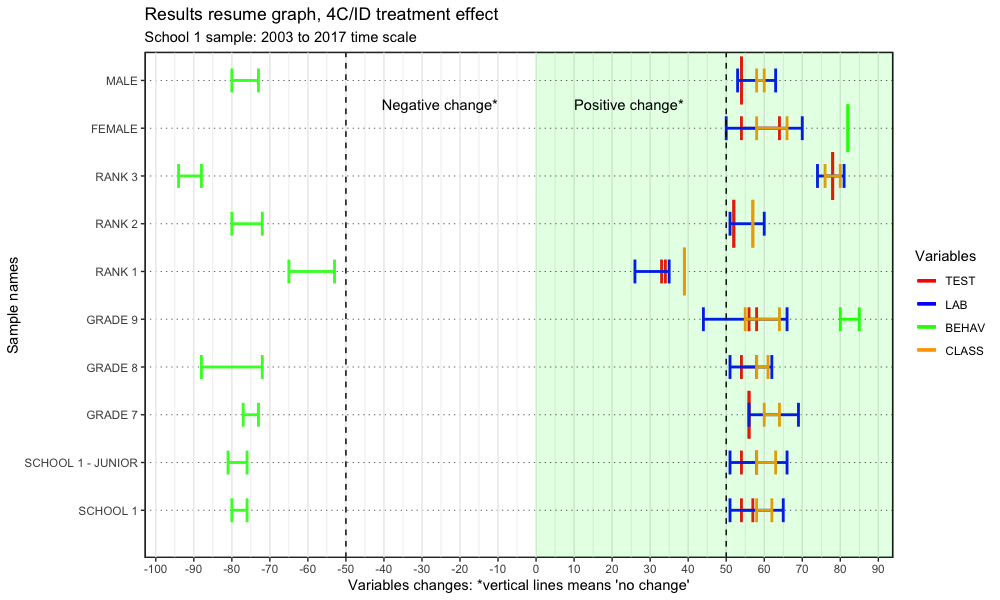 Results resume graph, 4C/ID treatment effect
School 1 sample: 2003 to 2017 time scale
Sample names
MALE
Negative change*
Positive change*
FEMALE
RANK 3
RANK 2
RANK 1
GRADE 9
GRADE 8
GRADE 7
SCHOOL 1 - JUNIOR
SCHOOL 1
Variables
TEST
LAB
BEHAV
CLASS
-100 -90 -80 -70 -60 -50 -40 -30 -20 -10 0 10 20 30 40 50 60 70 80 90
Variables changes: *vertical lines means 'no change'